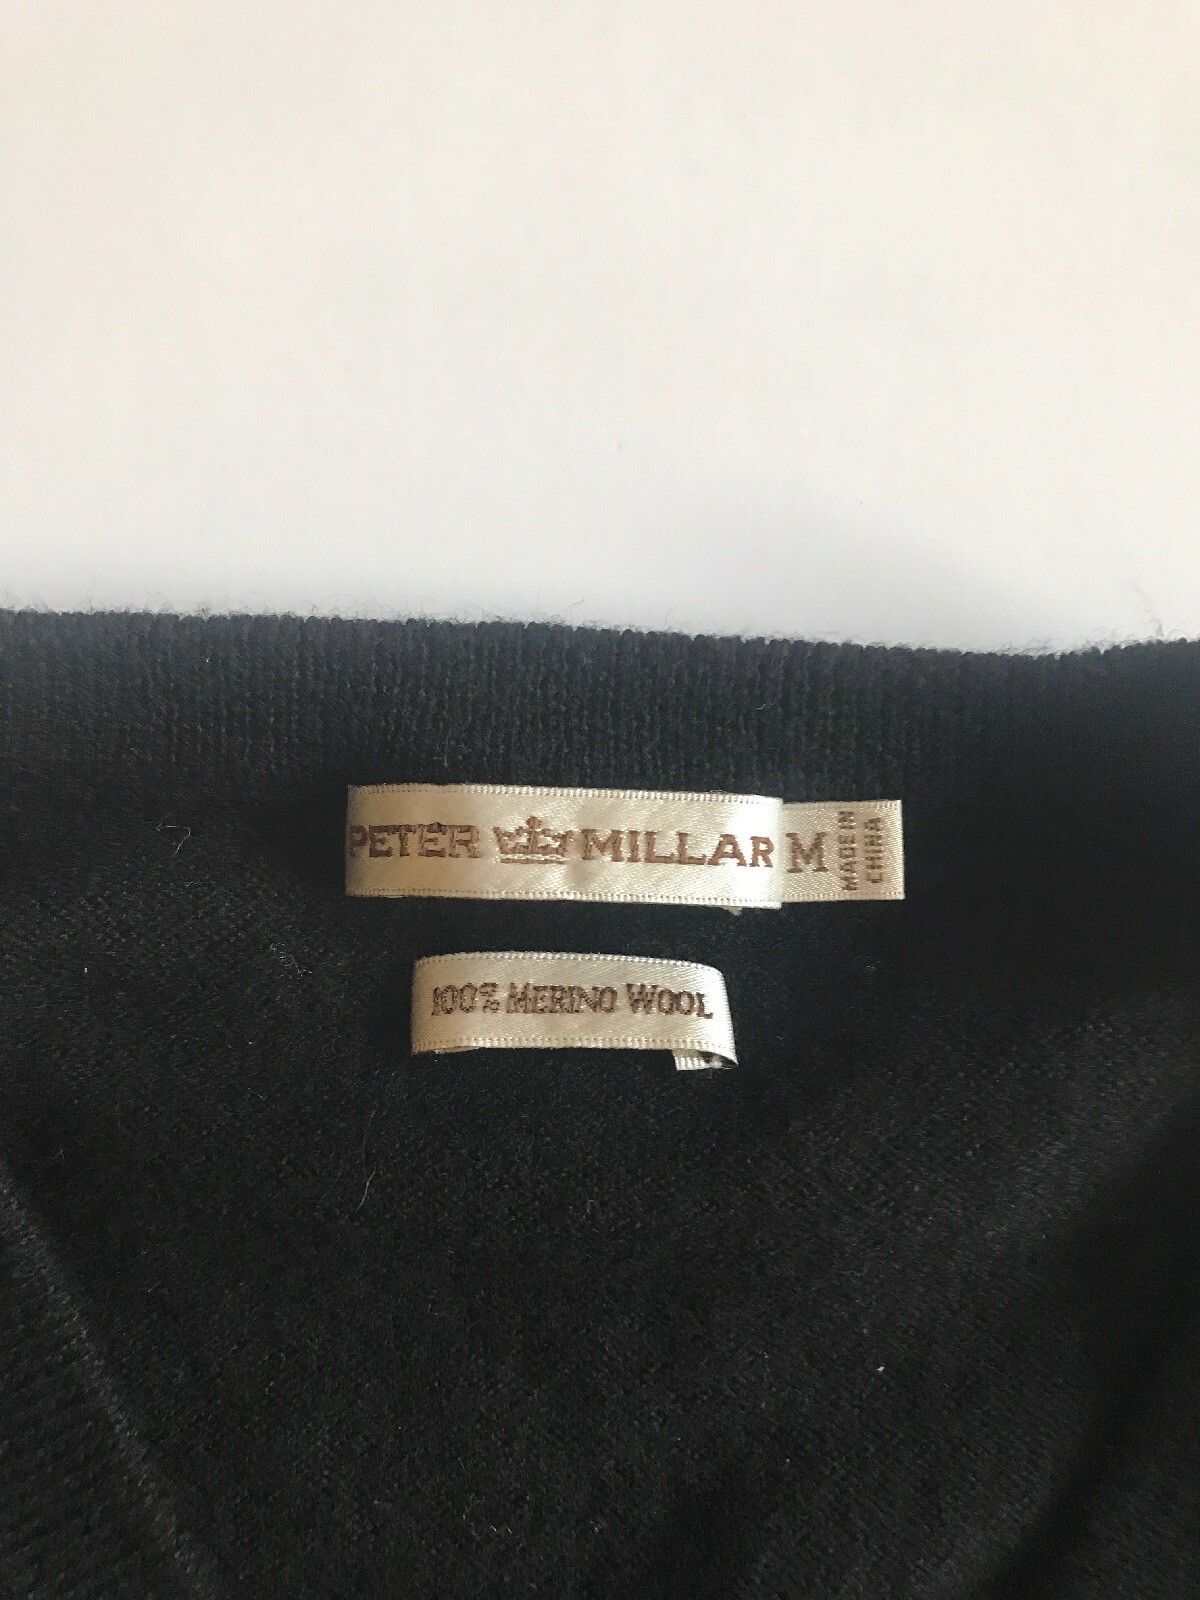 PETER MILLAR M
MADE IN
CHINA
100% MERINO WOOL